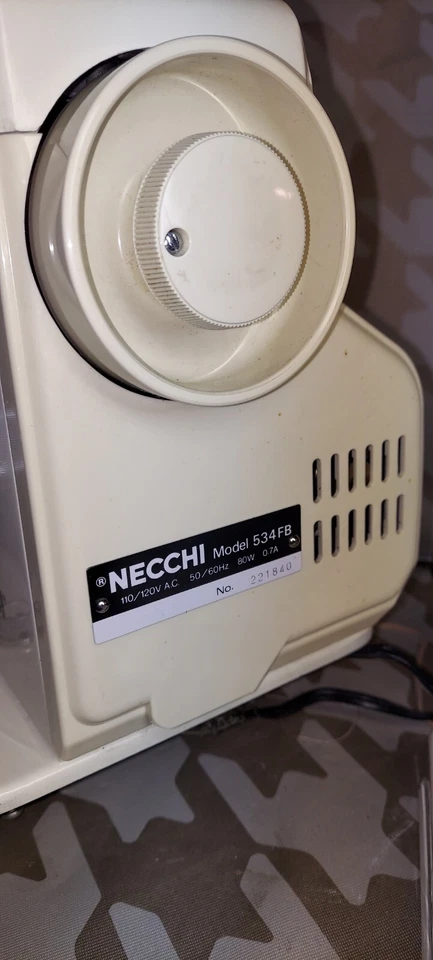 ® NECCHI Model 534FB
110/120V A.C. 50/60Hz 80W 0.7A
No. 221840